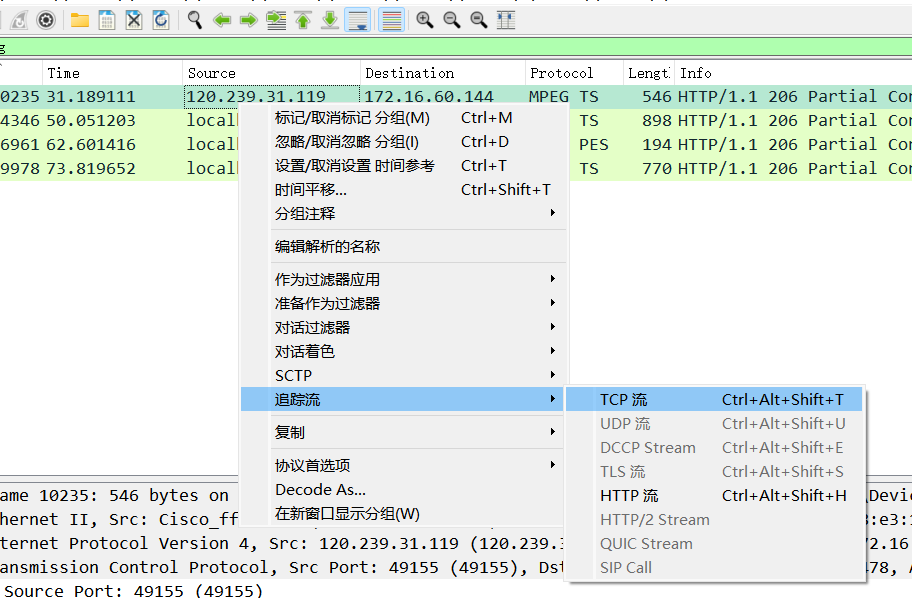 g
Time Source Destination Protocol Lengt Info
0235 31.189111 120.239.31.119 172.16.60.144 MPEG TS 546 HTTP/1.1 206 Partial Con
4346 50.051203 local TS 898 HTTP/1.1 206 Partial Con
6961 62.601416 local PES 194 HTTP/1.1 206 Partial Con
9978 73.819652 local TS 770 HTTP/1.1 206 Partial Con
标记/取消标记 分组(M) Ctrl+M
忽略/取消忽略 分组(I) Ctrl+D
设置/取消设置 时间参考 Ctrl+T
时间平移... Ctrl+Shift+T
分组注释
编辑解析的名称
作为过滤器应用
准备作为过滤器
对话过滤器
对话着色
SCTP
追踪流
复制
协议首选项
Decode As...
在新窗口显示分组(W)
TCP 流 Ctrl+Alt+Shift+T
UDP 流 Ctrl+Alt+Shift+U
DCCP Stream Ctrl+Alt+Shift+E
TLS 流 Ctrl+Alt+Shift+S
HTTP 流 Ctrl+Alt+Shift+H
HTTP/2 Stream
QUIC Stream
SIP Call
ame 10235: 546 bytes on \Devic
hernet II, Src: Cisco_ff :e3:
ternet Protocol Version 4, Src: 120.239.31.119 (120.239.3 72.16
ansmission Control Protocol, Src Port: 49155 (49155), Dst 478, A
Source Port: 49155 (49155)